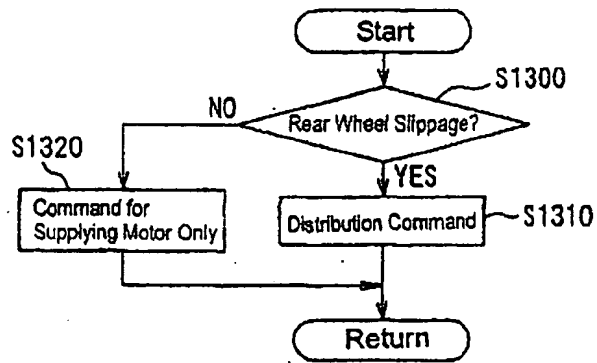 Start
S1300
NO
Rear Wheel Slippage?
S1320
YES
Command for
Supplying Motor Only
Distribution Command
S1310
Return